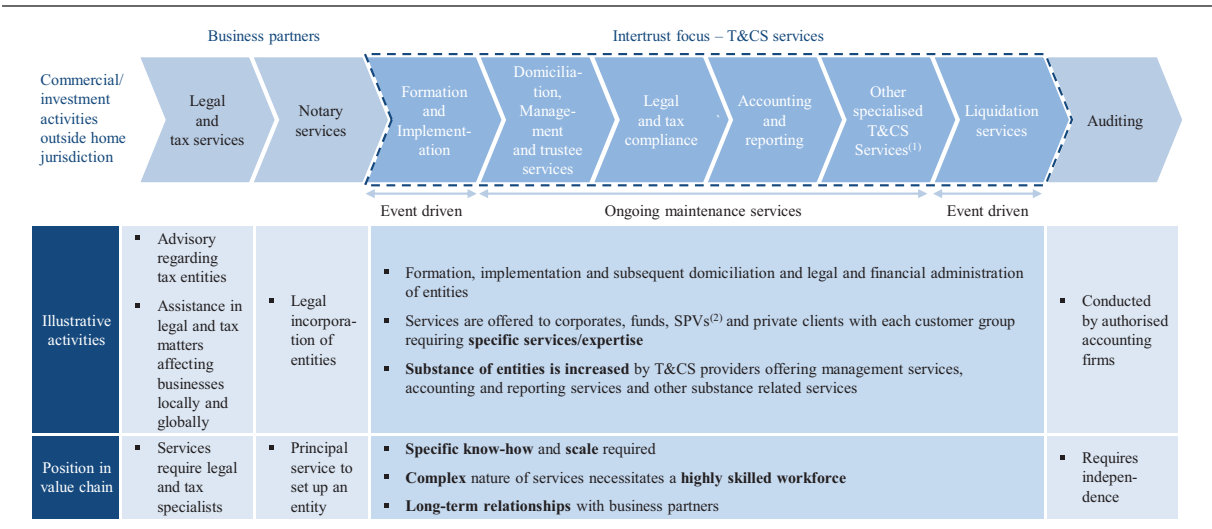 Business partners
Intertrust focus – T&CS services
Commercial/
investment
activities
outside home
jurisdiction
Legal
and
tax services
Notary
services
Formation
and
Implement-
ation
Domicilia-
tion,
Manage-
ment
and trustee
services
Legal
and tax
compliance
Accounting
and
reporting
Other
specialised
T&CS
Services(1)
Liquidation
services
Auditing
Event driven
Ongoing maintenance services
Event driven
Illustrative
activities
▪ Advisory
regarding
tax entities
▪ Assistance in
legal and tax
matters
affecting
businesses
locally and
globally
▪ Legal
incorpora-
tion of
entities
▪ Formation, implementation and subsequent domiciliation and legal and financial administration
of entities
▪ Services are offered to corporates, funds, SPVs(2) and private clients with each customer group
requiring specific services/expertise
▪ Substance of entities is increased by T&CS providers offering management services,
accounting and reporting services and other substance related services
▪ Conducted
by authorised
accounting
firms
Position in
value chain
▪ Services
require legal
and tax
specialists
▪ Principal
service to
set up an
entity
▪ Specific know-how and scale required
▪ Complex nature of services necessitates a highly skilled workforce
▪ Long-term relationships with business partners
▪ Requires
indepen-
dence